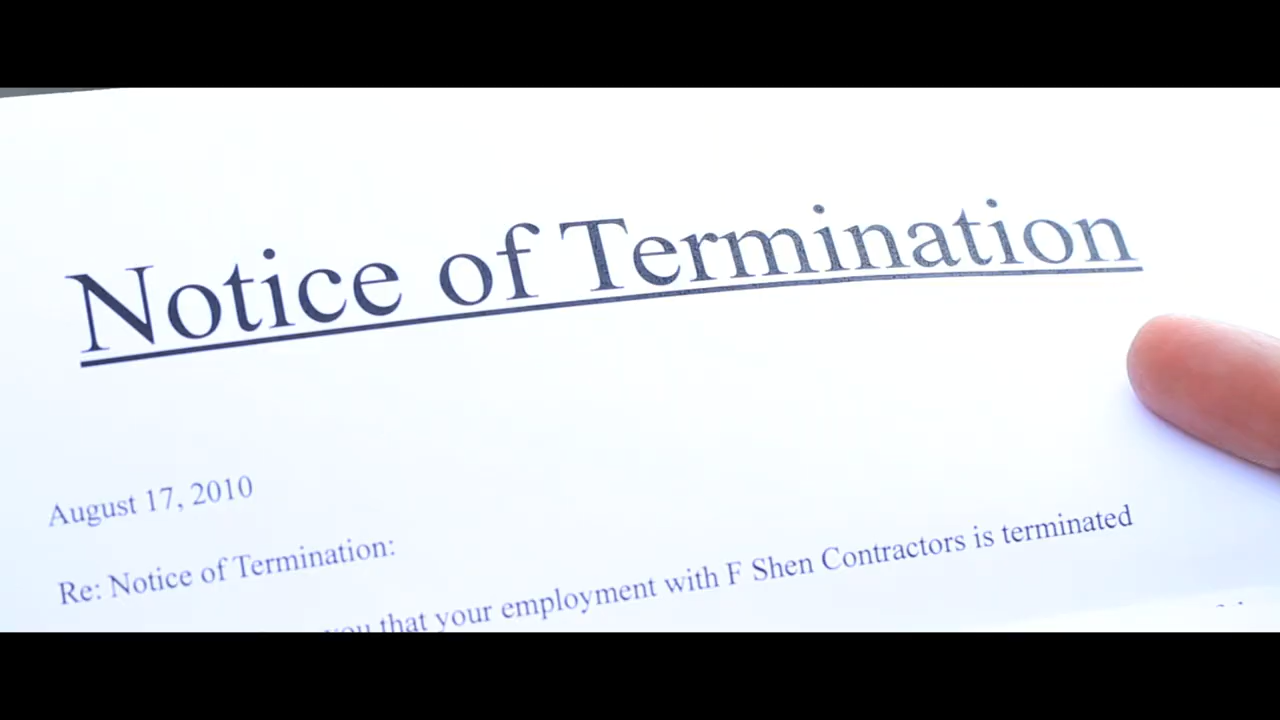 Notice of Termination
August 17, 2010
Re: Notice of Termination:
you that your employment with F Shen Contractors is terminated